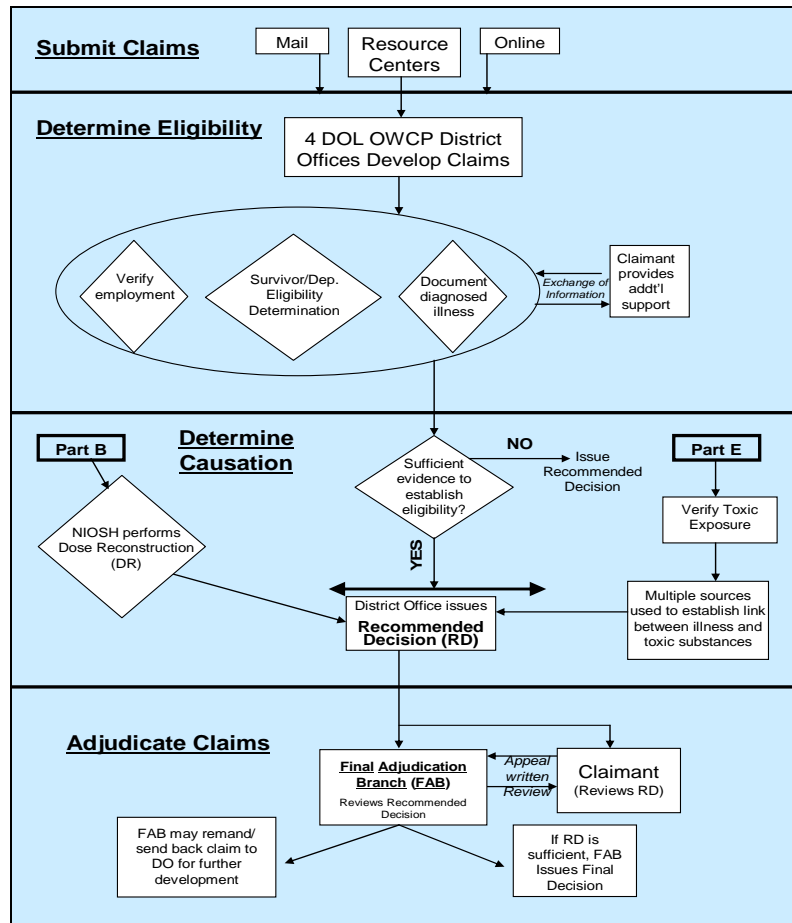 Submit Claims
Mail
Resource
Centers
Online
Determine Eligibility
4 DOL OWCP District
Offices Develop Claims
Verify
employment
Survivor/Dep.
Eligibility
Determination
Document
diagnosed
illness
Exchange of
Information
Claimant
provides
addt'l
support
Part B
Determine
Causation
NO
Issue
Recommended
Decision
Part E
Sufficient
evidence to
establish
eligibility?
YES
NIOSH performs
Dose Reconstruction
(DR)
Verify Toxic
Exposure
District Office issues
Recommended
Decision (RD)
Multiple sources
used to establish link
between illness and
toxic substances
Adjudicate Claims
Final Adjudication
Branch (FAB)
Reviews Recommended
Decision
Appeal
written
Review
Claimant
(Reviews RD)
FAB may remand/
send back claim to
DO for further
development
If RD is
sufficient, FAB
Issues Final
Decision